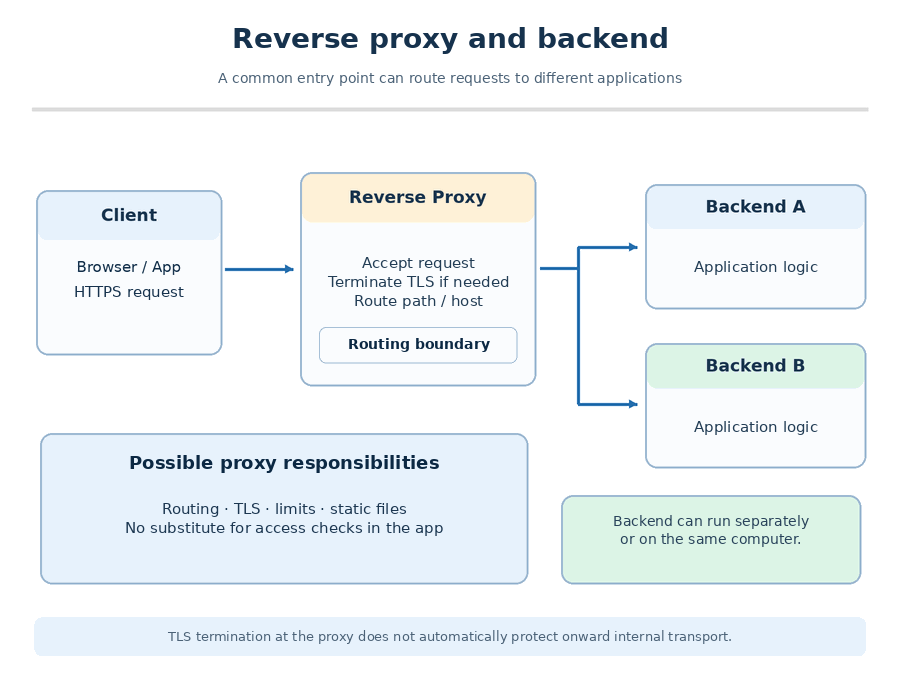 Reverse proxy and backend
A common entry point can route requests to different applications
Client
Browser / App
HTTPS request
Reverse Proxy
Accept request
Terminate TLS if needed
Route path / host
Routing boundary
Backend A
Application logic
Backend B
Application logic
Possible proxy responsibilities
Routing · TLS · limits · static files
No substitute for access checks in the app
Backend can run separately
or on the same computer.
TLS termination at the proxy does not automatically protect onward internal transport.